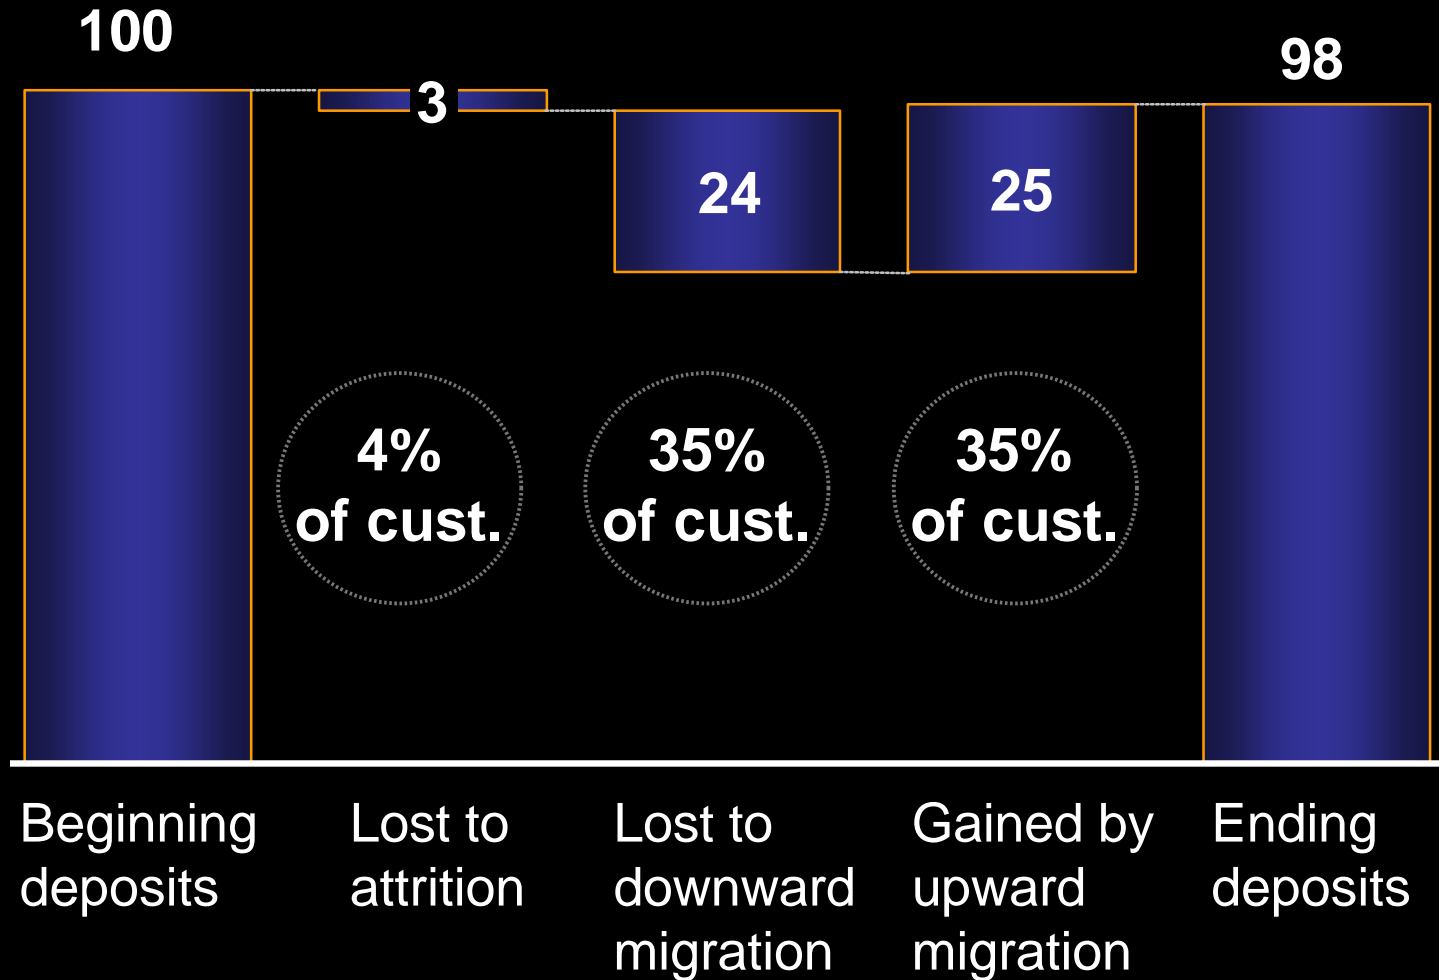 100
98
3
24
25
4%
of cust.
35%
of cust.
35%
of cust.
Beginning
deposits
Lost to
attrition
Lost to
downward
migration
Gained by
upward
migration
Ending
deposits